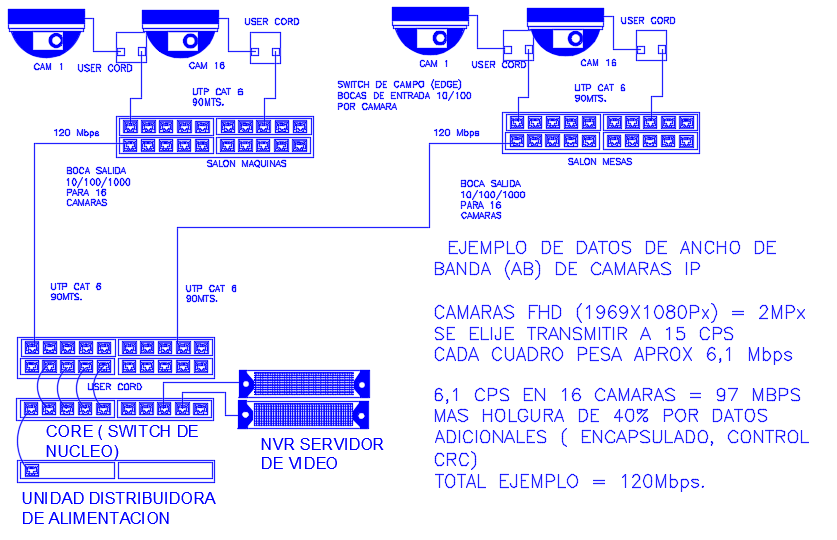 USER CORD
USER CORD
CAM 1
USER CORD
CAM 16
CAM 1
USER CORD
CAM 16
UTP CAT 6
90MTS.
SWITCH DE CAMPO (EDGE)
BOCAS DE ENTRADA 10/100
POR CAMARA
UTP CAT 6
90MTS.
120 Mbps
SALON MAQUINAS
120 Mbps
SALON MESAS
BOCA SALIDA
10/100/1000
PARA 16
CAMARAS
BOCA SALIDA
10/100/1000
PARA 16
CAMARAS
UTP CAT 6
90MTS.
UTP CAT 6
90MTS.
EJEMPLO DE DATOS DE ANCHO DE
BANDA (AB) DE CAMARAS IP
CAMARAS FHD (1969X1080Px) = 2MPx
SE ELIJE TRANSMITIR A 15 CPS
CADA CUADRO PESA APROX 6,1 Mbps
6,1 CPS EN 16 CAMARAS = 97 MBPS
MAS HOLGURA DE 40% POR DATOS
ADICIONALES ( ENCAPSULADO, CONTROL
CRC)
TOTAL EJEMPLO = 120Mbps.
USER CORD
CORE ( SWITCH DE
NUCLEO)
NVR SERVIDOR
DE VIDEO
UNIDAD DISTRIBUIDORA
DE ALIMENTACION